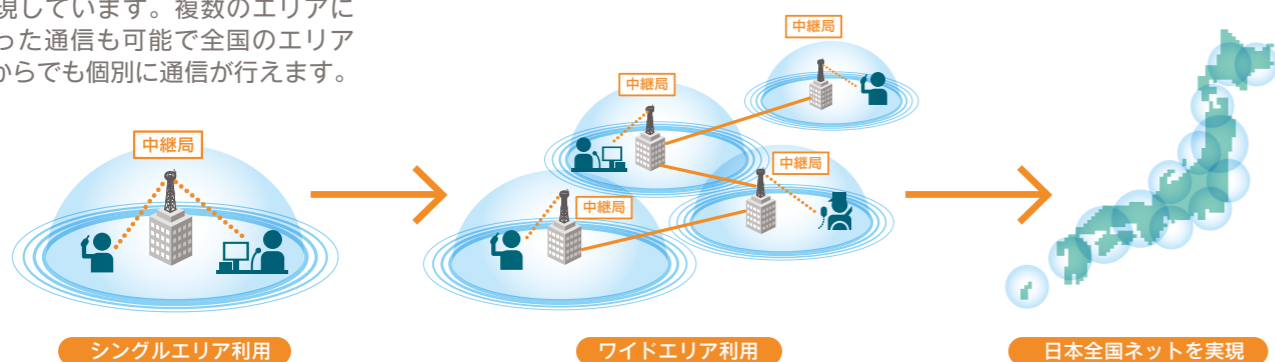 現しています。複数のエリアに
った通信も可能で全国のエリア
からでも個別に通信が行えます。
中継局
中継局
中継局
中継局
中継局
シングルエリア利用
ワイドエリア利用
日本全国ネットを実現